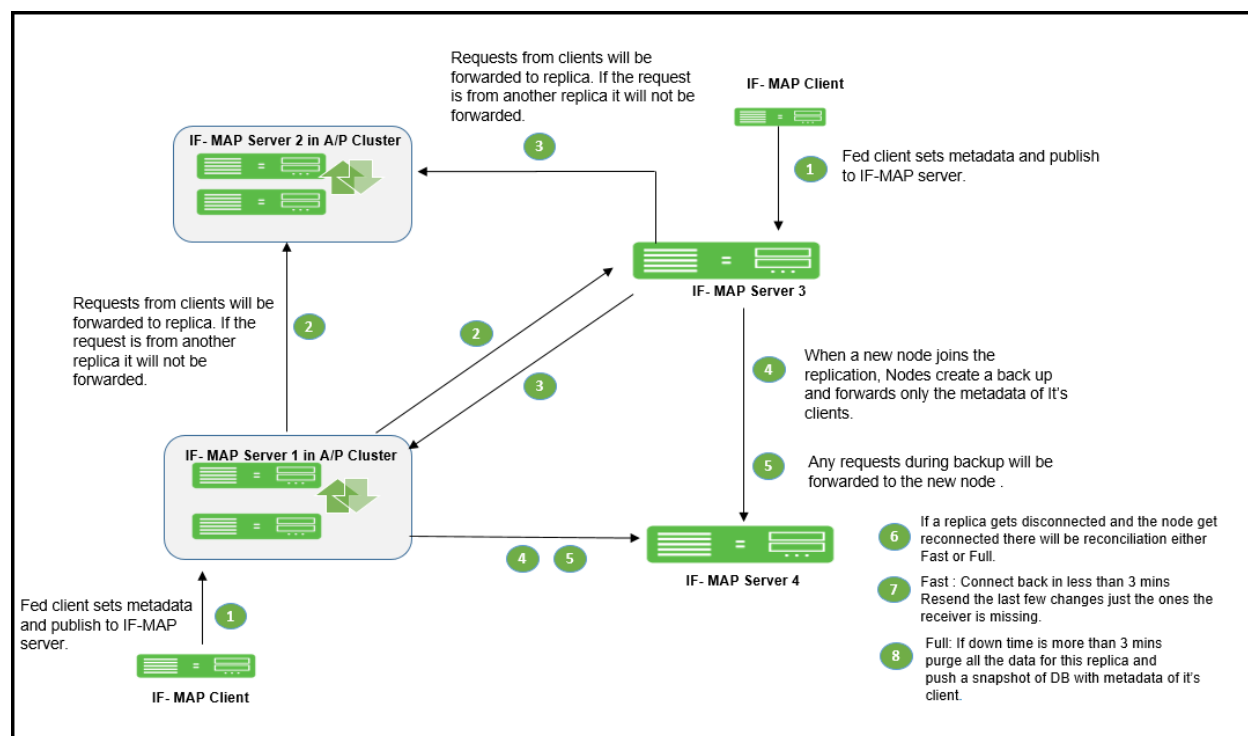 Requests from clients will be
forwarded to replica. If the request
is from another replica it will not be
forwarded.
IF- MAP Client
IF- MAP Server 2 in A/P Cluster
3
1
Fed client sets metadata and publish
to IF-MAP server.
IF- MAP Server 3
Requests from clients will be
forwarded to replica. If the
request is from another
replica it will not be
forwarded.
2
2
3
4
When a new node joins the
replication, Nodes create a back up
and forwards only the metadata of It's
clients.
IF- MAP Server 1 in A/P Cluster
5
Any requests during backup will be
forwarded to the new node .
4
5
IF- MAP Server 4
6
If a replica gets disconnected and the node get
reconnected there will be reconciliation either
Fast or Full.
7
Fast : Connect back in less than 3 mins
Resend the last few changes just the ones the
receiver is missing.
8
Full: If down time is more than 3 mins
purge all the data for this replica and
push a snapshot of DB with metadata of it's
client.
Fed client sets metadata
and publish to IF-MAP
server.
1
IF- MAP Client